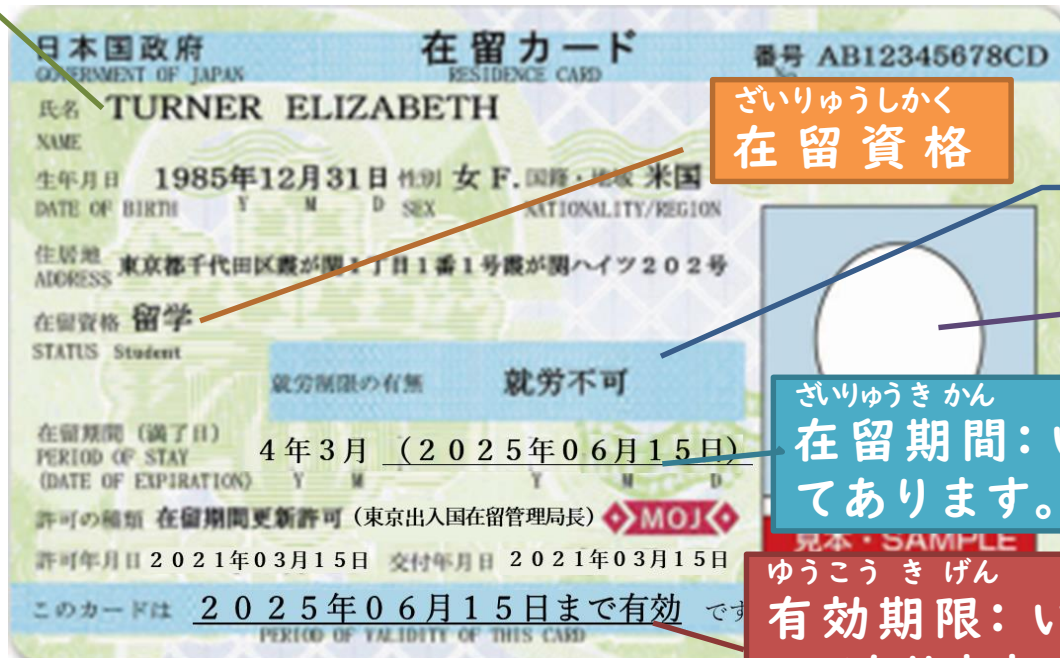 日本国政府 在留カード 番号 AB12345678CD
GOVERNMENT OF JAPAN RESIDENCE CARD No
氏名 TURNER ELIZABETH
NAME
ざいりゅうしかく
在留資格
生年月日 1985年12月31日 性別 女 F. 国籍・地域 米国
DATE OF BIRTH Y M D SEX NATIONALITY/REGION
住居地 東京都千代田区霞が関1丁目1番1号霞が関ハイツ202号
ADDRESS
在留資格 留学
STATUS Student
就労制限の有無 就労不可
ざいりゅうきかん
在留期間:い
てあります。
在留期間(満了日) 4年3月 (2025年06月15日)
PERIOD OF STAY
(DATE OF EXPIRATION) Y M Y M D
許可の種類 在留期間更新許可(東京出入国在留管理局長) MOJ
見本・SAMPLE
許可年月日 2021年03月15日 交付年月日 2021年03月15日
このカードは 2025年06月15日まで有効 です
PERIOD OF VALIDITY OF THIS CARD
ゆうこうきげん
有効期限:い